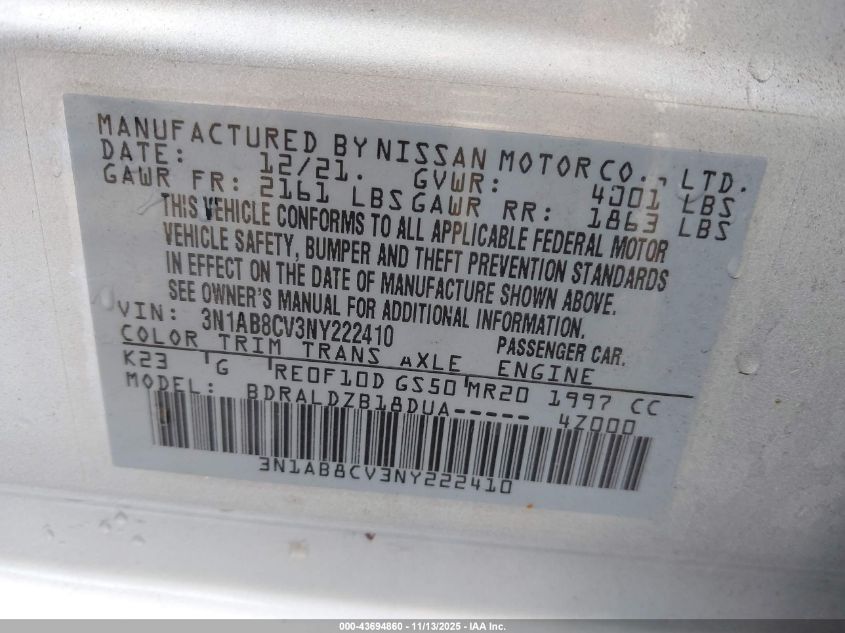 MANUFACTURED BY NISSAN MOTOR CO., LTD.
DATE: 12/21. GVWR: 4001 LBS
GAWR FR: 2161 LBS GAWR RR: 1863 LBS
THIS VEHICLE CONFORMS TO ALL APPLICABLE FEDERAL MOTOR
VEHICLE SAFETY, BUMPER AND THEFT PREVENTION STANDARDS
IN EFFECT ON THE DATE OF MANUFACTURE SHOWN ABOVE.
SEE OWNER'S MANUAL FOR ADDITIONAL INFORMATION.
VIN: 3N1AB8CV3NY222410 PASSENGER CAR.
COLOR TRIM TRANS AXLE ENGINE
K23 G RE0F10D GS50 MR20 1997 CC
MODEL: BDRALDZB18DUA----- 4Z000
3N1AB8CV3NY222410
000-43694860 - 11/13/2025 - IAA Inc.